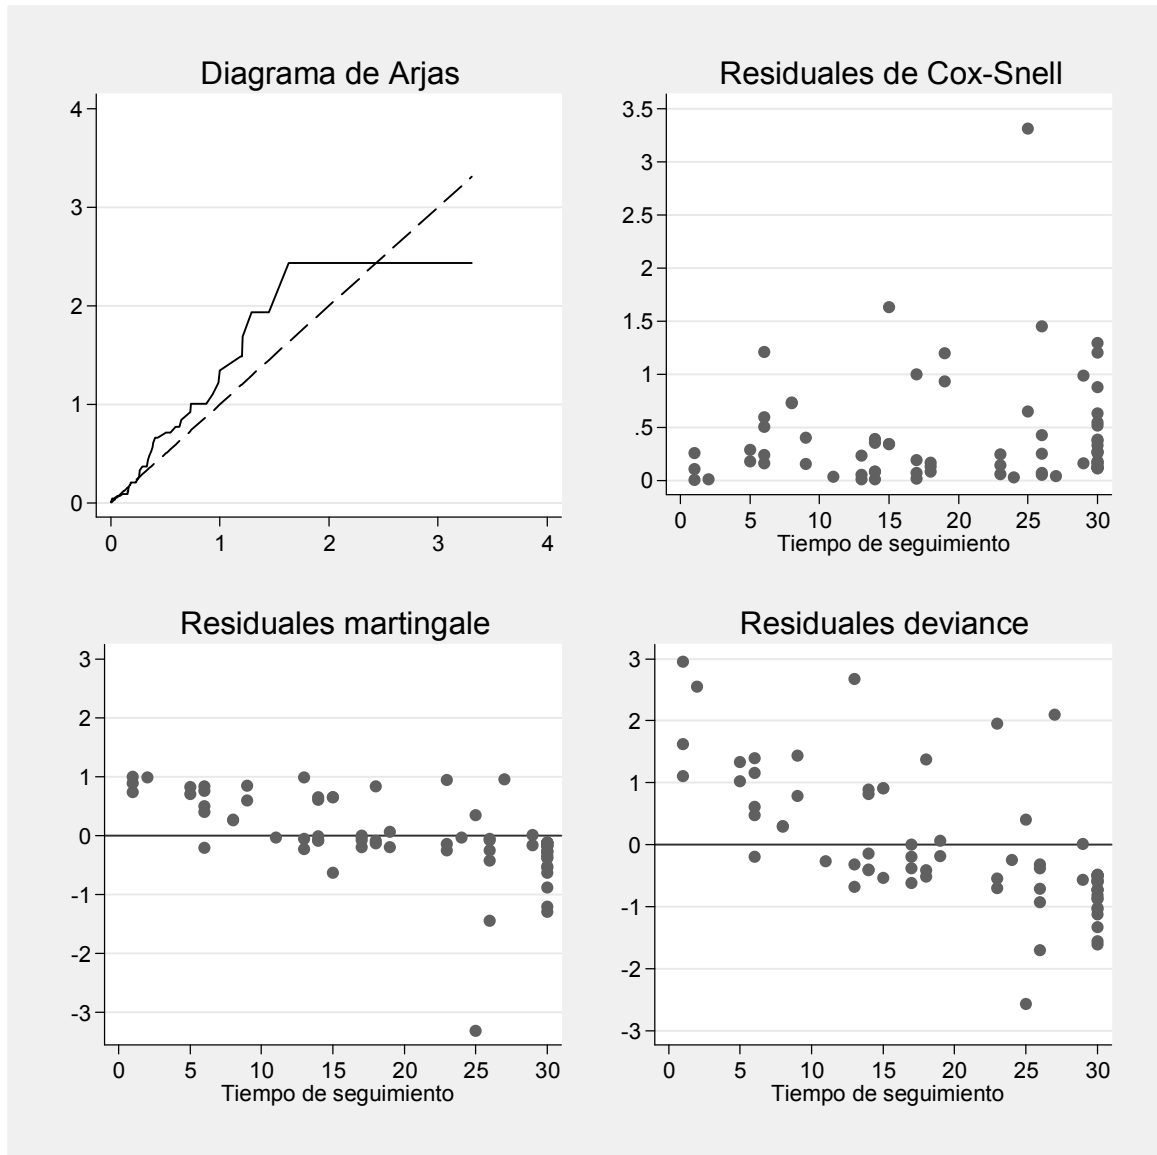 Diagrama de Arjas
4
3
2
1
0
0 1 2 3 4
Residuales de Cox-Snell
3.5
3
2.5
2
1.5
1
.5
0
0 5 10 15 20 25 30
Tiempo de seguimiento
Residuales martingale
3
2
1
0
-1
-2
-3
0 5 10 15 20 25 30
Tiempo de seguimiento
Residuales deviance
3
2
1
0
-1
-2
-3
0 5 10 15 20 25 30
Tiempo de seguimiento